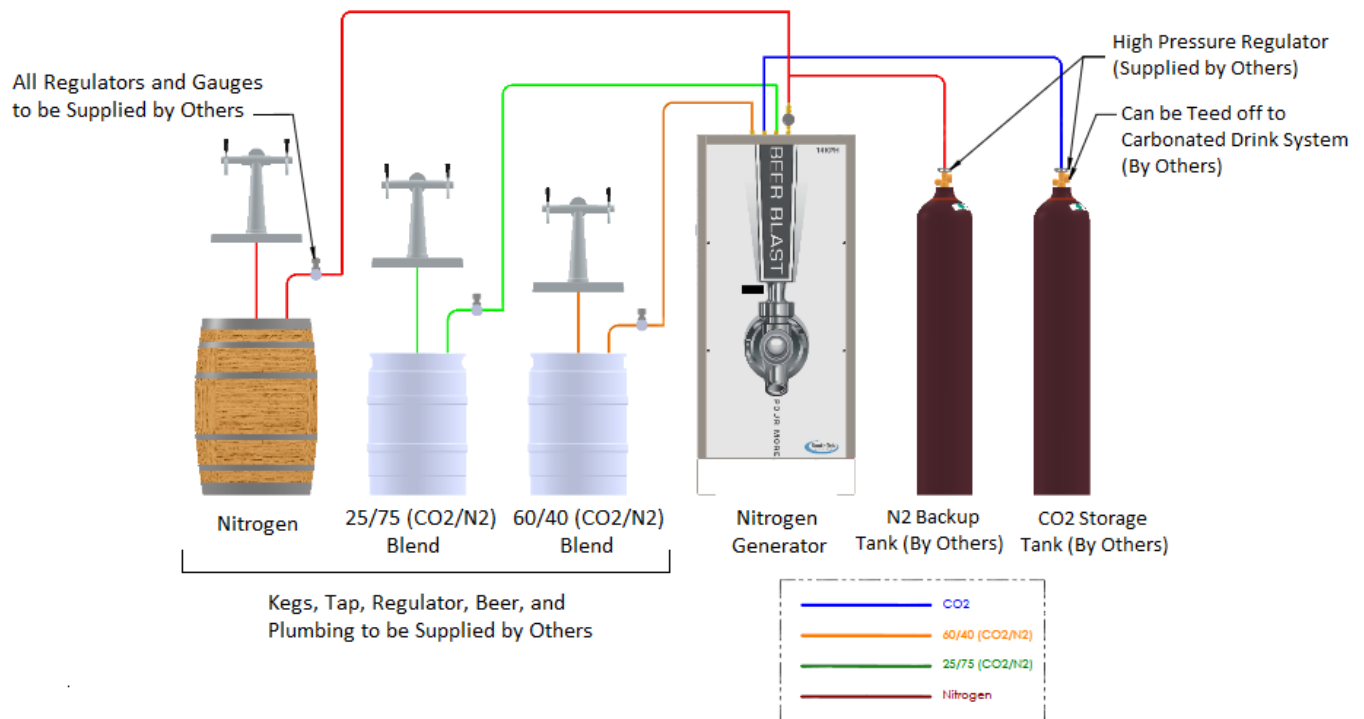 All Regulators and Gauges
to be Supplied by Others
High Pressure Regulator
(Supplied by Others)
Can be Teed off to
Carbonated Drink System
(By Others)
BEER BLAST
POUR MORE
Nitrogen
25/75 (CO2/N2)
Blend
60/40 (CO2/N2)
Blend
Nitrogen
Generator
N2 Backup
Tank (By Others)
CO2 Storage
Tank (By Others)
Kegs, Tap, Regulator, Beer, and
Plumbing to be Supplied by Others
CO2
60/40 (CO2/N2)
25/75 (CO2/N2)
Nitrogen